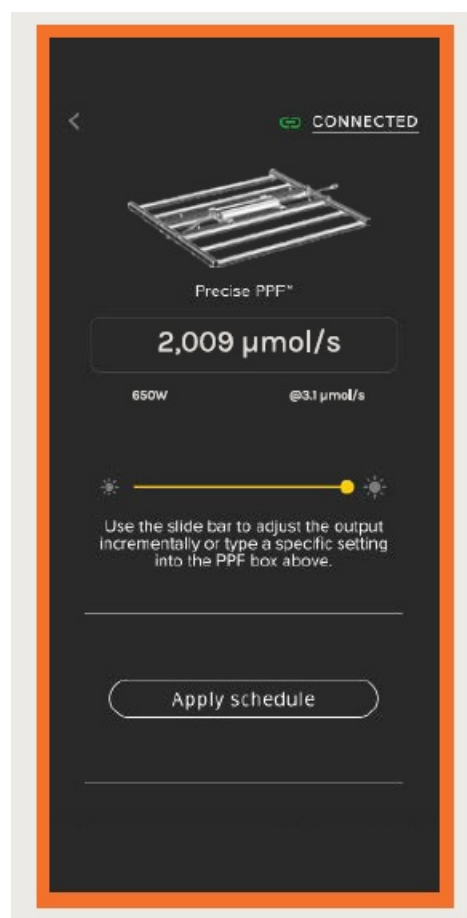 CONNECTED
Precise PPF™
2,009 µmol/s
650W @3.1 µmol/s
Use the slide bar to adjust the output
incrementally or type a specific setting
into the PPF box above.
Apply schedule